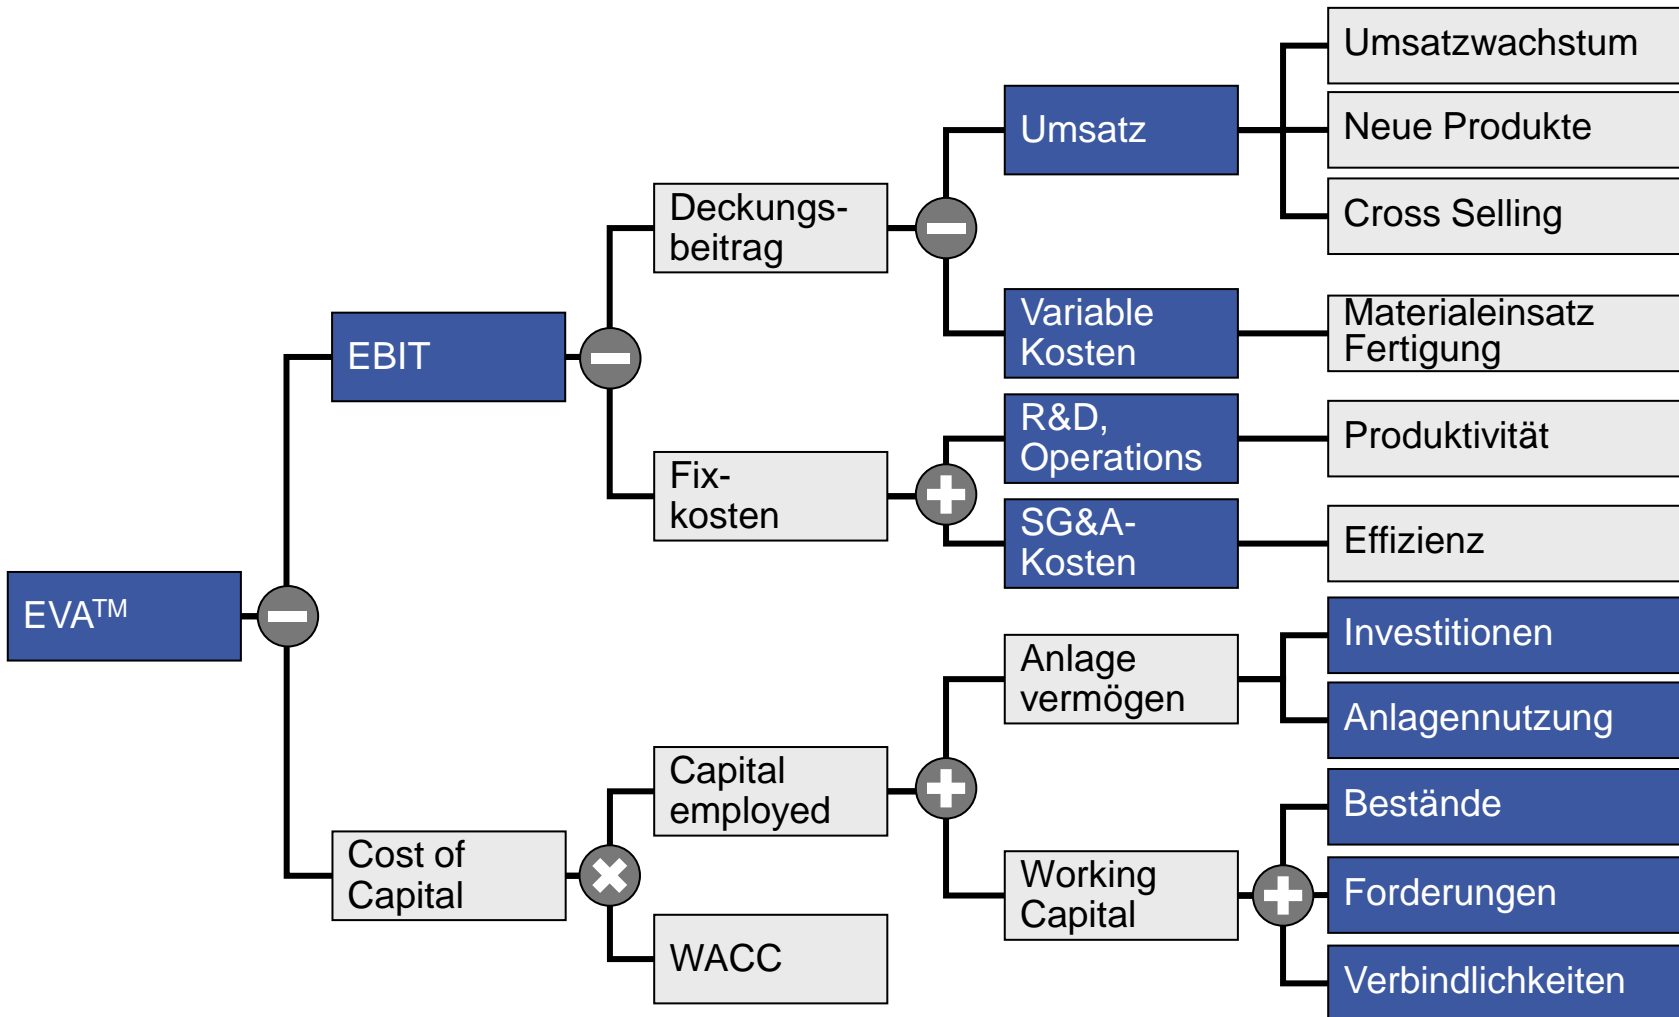 Umsatzwachstum
Neue Produkte
Cross Selling
Umsatz
Deckungs-
beitrag
Variable
Kosten
Materialeinsatz
Fertigung
EBIT
R&D,
Operations
Produktivität
Fix-
kosten
SG&A-
Kosten
Effizienz
EVA™
Investitionen
Anlage
vermögen
Anlagennutzung
Capital
employed
Bestände
Cost of
Capital
Working
Capital
Forderungen
WACC
Verbindlichkeiten